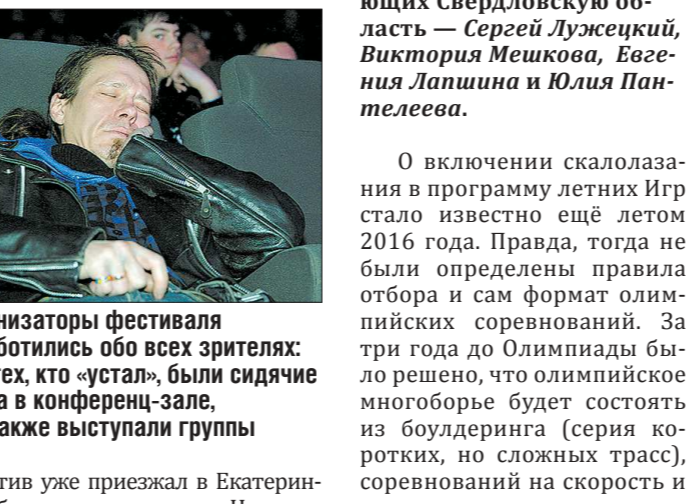 низаторы фестиваля
ботились обо всех зрителях:
тех, кто «устал», были сидячие
а в конференц-зале,
акже выступали группы
тив уже приезжал в Екатерин-
ющих Свердловскую об-
ласть — Сергей Лужецкий,
Виктория Мешкова, Евге-
ния Лапшина и Юлия Пан-
телеева.
О включении скалолаза-
ния в программу летних Игр
стало известно ещё летом
2016 года. Правда, тогда не
были определены правила
отбора и сам формат олим-
пийских соревнований. За
три года до Олимпиады бы-
ло решено, что олимпийское
многоборье будет состоять
из боулдеринга (серия ко-
ротких, но сложных трасс),
соревнований на скорость и